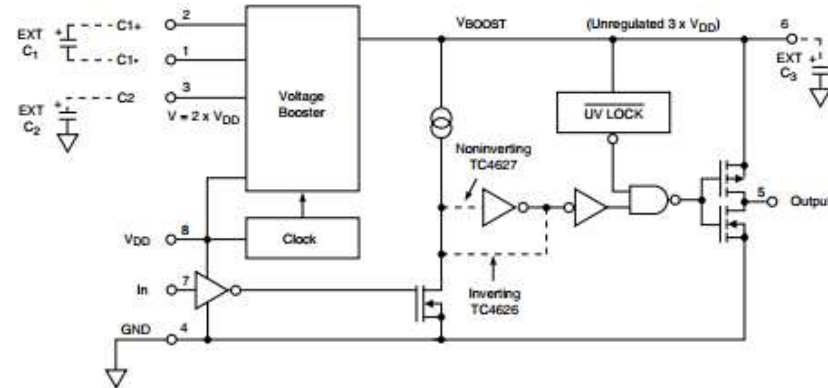 EXT
C1
+
C1+
2
C1-
1
EXT
C2
+
C2
3
V = 2 x VDD
Voltage
Booster
VBOOST
(Unregulated 3 x VDD)
6
EXT
C3
+
UV LOCK
Noninverting
TC4627
5
Output
VDD
8
Clock
In
7
Inverting
TC4626
GND
4